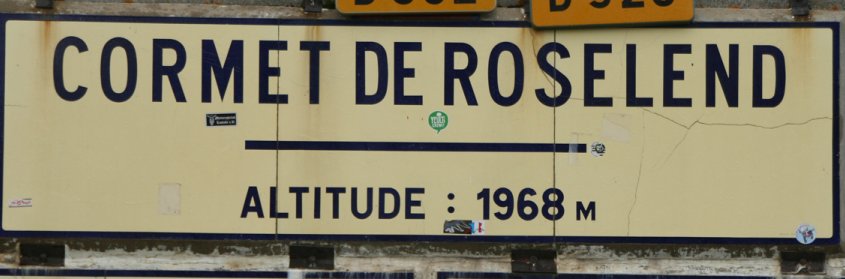 CORMET DE ROSELEND
ALTITUDE : 1968 M